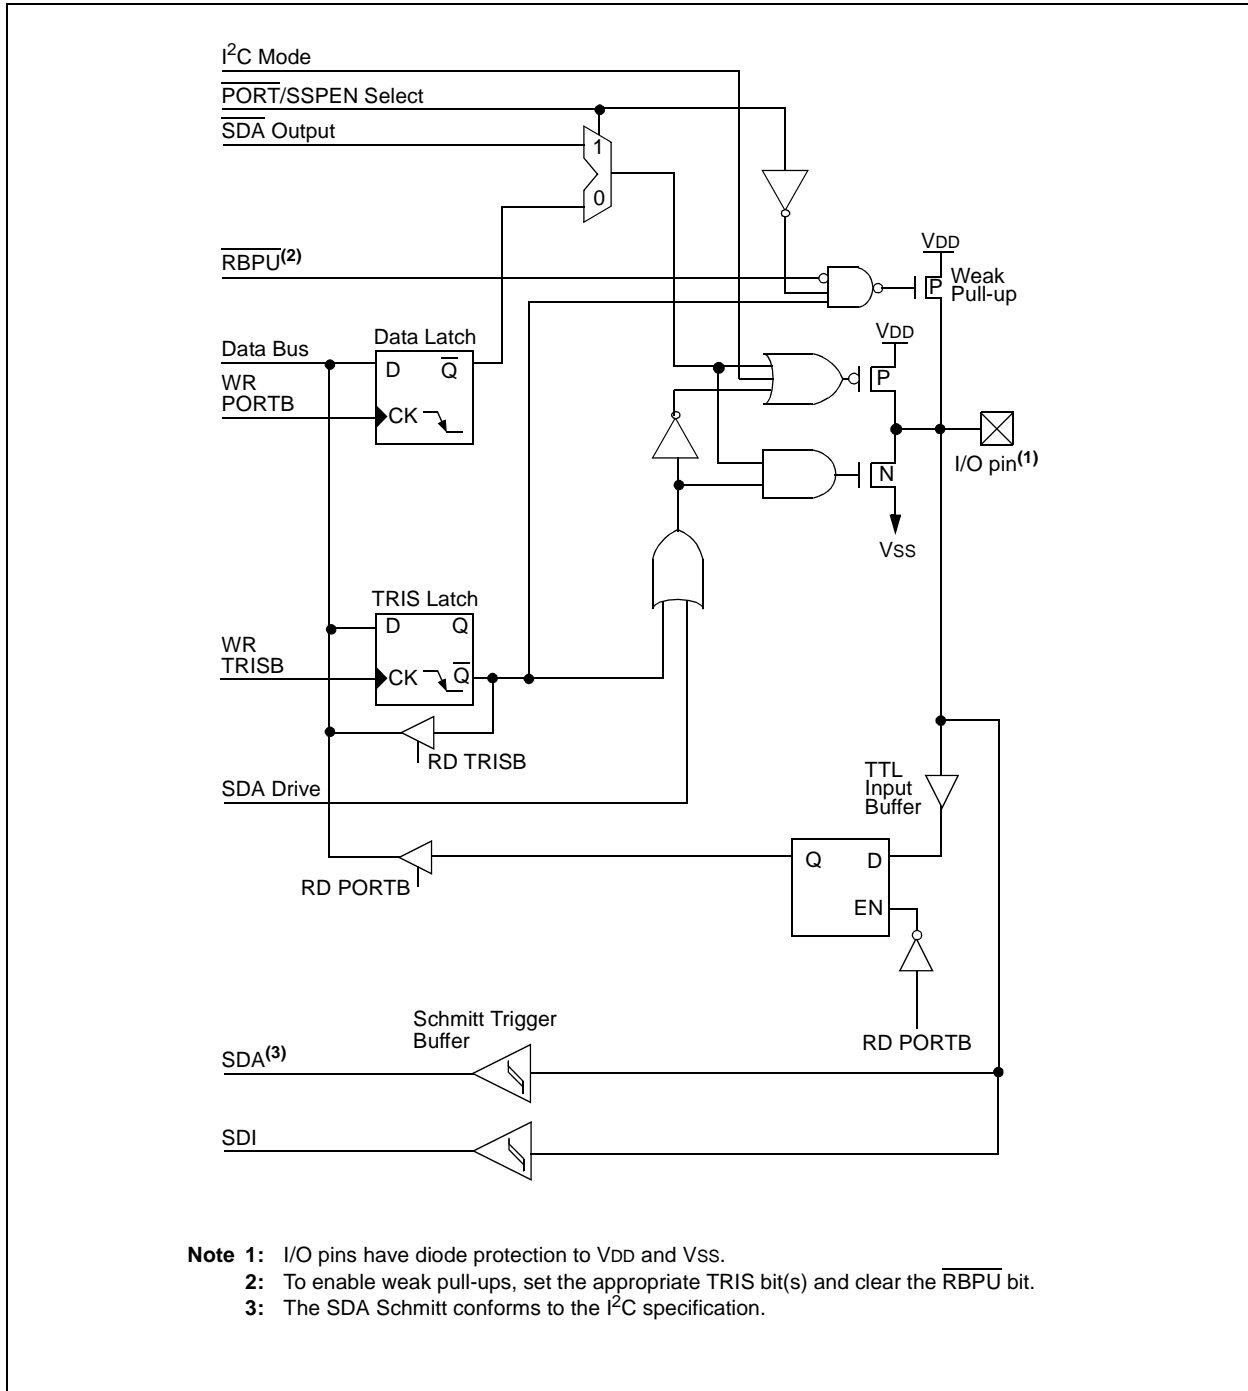 I²C Mode
PORT/SSPEN Select
SDA Output
1
0
RBPU(2)
VDD
Weak
Pull-up
P
Data Latch
Data Bus
D
Q
WR
PORTB
CK
VDD
P
N
I/O pin(1)
VSS
TRIS Latch
D
Q
WR
TRISB
CK
Q
RD TRISB
SDA Drive
TTL
Input
Buffer
Q
D
EN
RD PORTB
RD PORTB
Schmitt Trigger
Buffer
SDA(3)
SDI
Note 1: I/O pins have diode protection to VDD and VSS.
2: To enable weak pull-ups, set the appropriate TRIS bit(s) and clear the RBPU bit.
3: The SDA Schmitt conforms to the I²C specification.